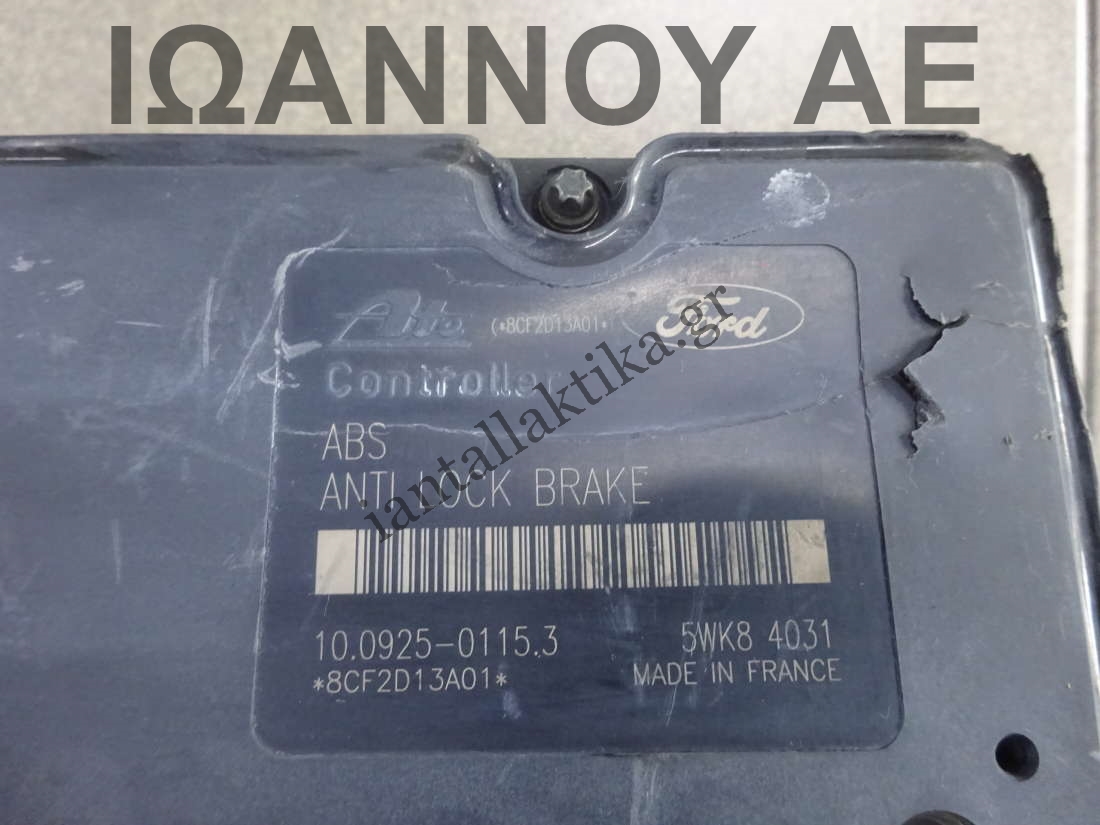 ΙΩΑΝΝΟΥ ΑΕ
Ate (*8CF2D13A01* Ford
Controller
ABS
ANTI LOCK BRAKE
iantallaktika.gr
10.0925-0115.3 5WK8 4031
*8CF2D13A01* MADE IN FRANCE